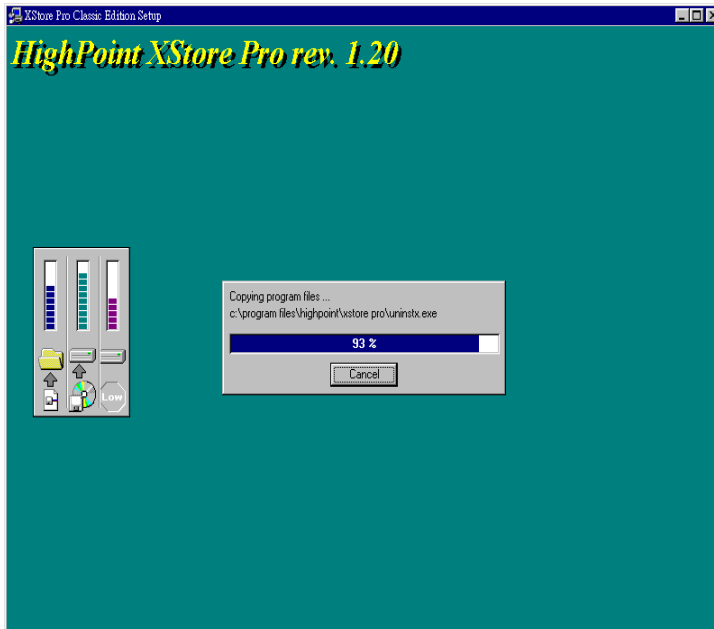 XStore Pro Classic Edition Setup
HighPoint XStore Pro rev. 1.20
Copying program files ...
c:\program files\highpoint\xstore pro\uninstx.exe
93 %
Cancel
Low